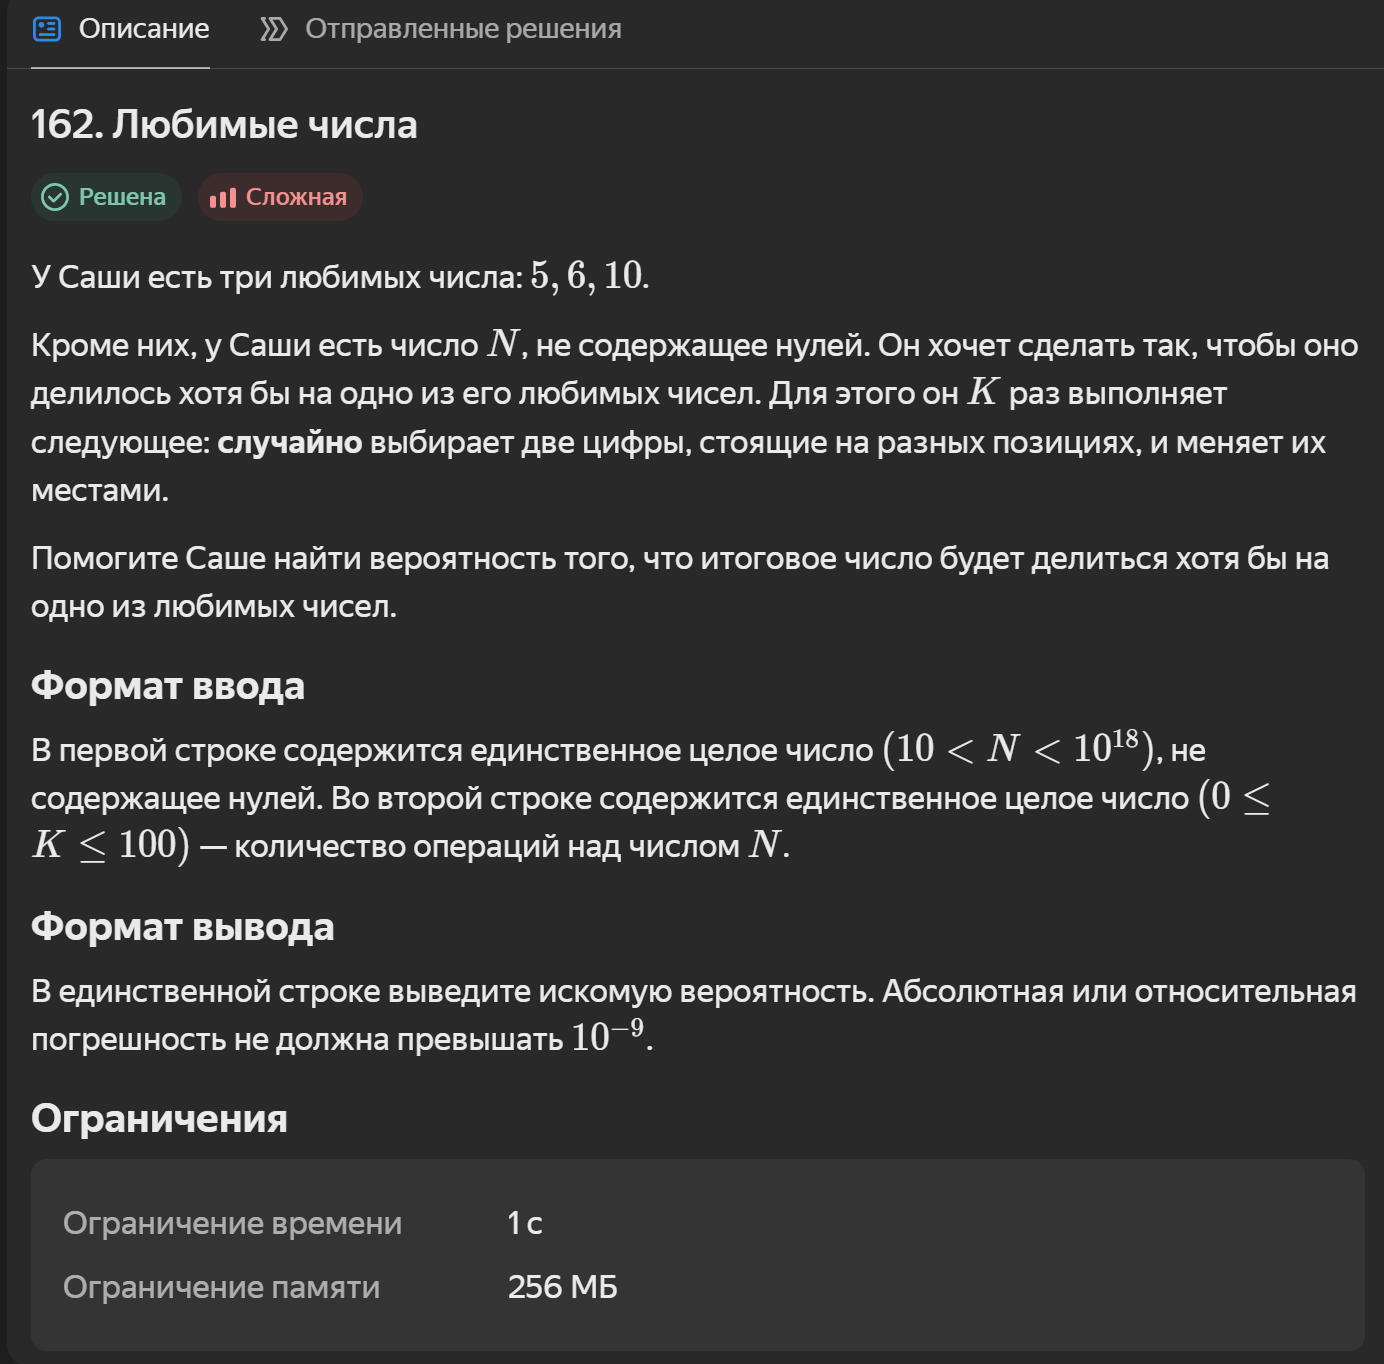 Описание Отправленные решения
162. Любимые числа
Решена Сложная
У Саши есть три любимых числа: 5, 6, 10.
Кроме них, у Саши есть число N, не содержащее нулей. Он хочет сделать так, чтобы оно
делилось хотя бы на одно из его любимых чисел. Для этого он K раз выполняет
следующее: случайно выбирает две цифры, стоящие на разных позициях, и меняет их
местами.
Помогите Саше найти вероятность того, что итоговое число будет делиться хотя бы на
одно из любимых чисел.
Формат ввода
В первой строке содержится единственное целое число (10 < N < 10^18), не
содержащее нулей. Во второй строке содержится единственное целое число (0 ≤
K ≤ 100) — количество операций над числом N.
Формат вывода
В единственной строке выведите искомую вероятность. Абсолютная или относительная
погрешность не должна превышать 10^−9.
Ограничения
Ограничение времени 1 с
Ограничение памяти 256 МБ